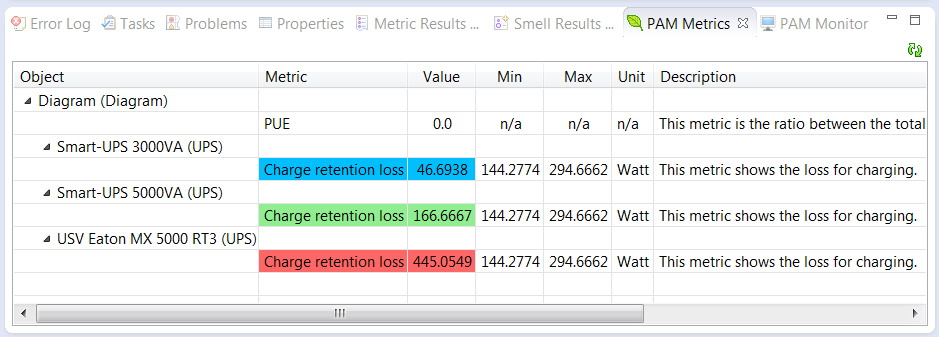 Error Log Tasks Problems Properties Metric Results ... Smell Results ... PAM Metrics PAM Monitor
Object Metric Value Min Max Unit Description
Diagram (Diagram)
PUE 0.0 n/a n/a n/a This metric is the ratio between the total
Smart-UPS 3000VA (UPS)
Charge retention loss 46.6938 144.2774 294.6662 Watt This metric shows the loss for charging.
Smart-UPS 5000VA (UPS)
Charge retention loss 166.6667 144.2774 294.6662 Watt This metric shows the loss for charging.
USV Eaton MX 5000 RT3 (UPS)
Charge retention loss 445.0549 144.2774 294.6662 Watt This metric shows the loss for charging.